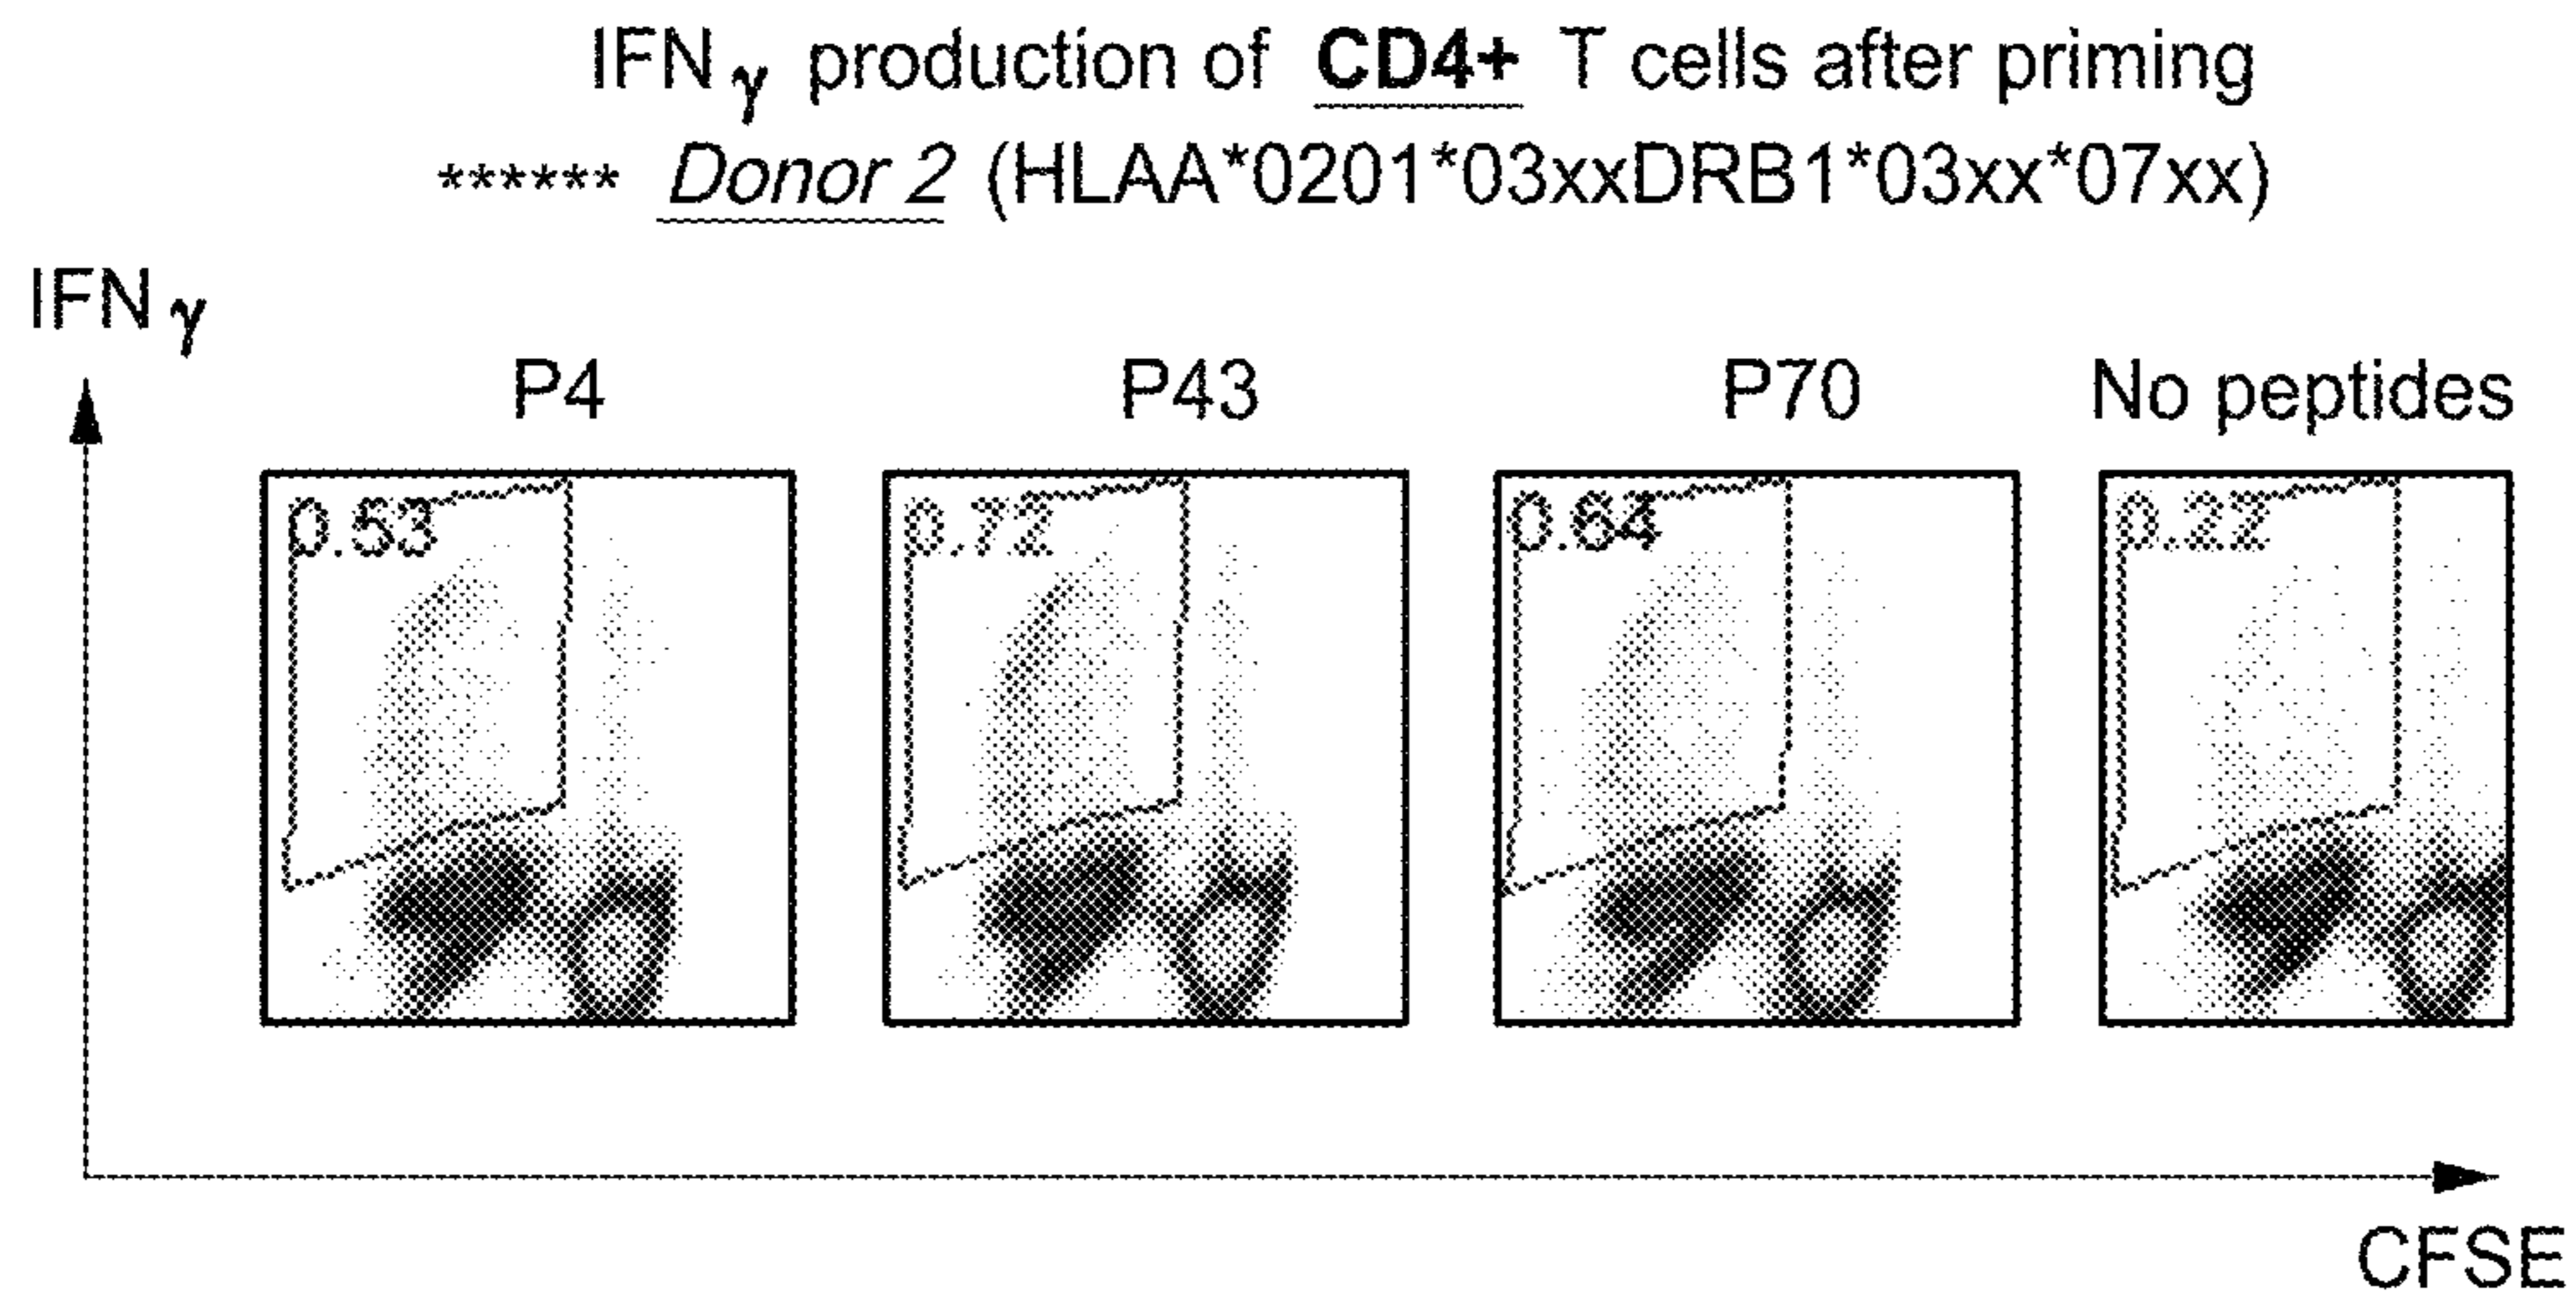 IFNγ production of CD4+ T cells after priming
****** Donor 2 (HLAA*0201*03xxDRB1*03xx*07xx)
IFNγ
P4 P43 P70 No peptides
0.53 0.72 0.64 0.22
CFSE